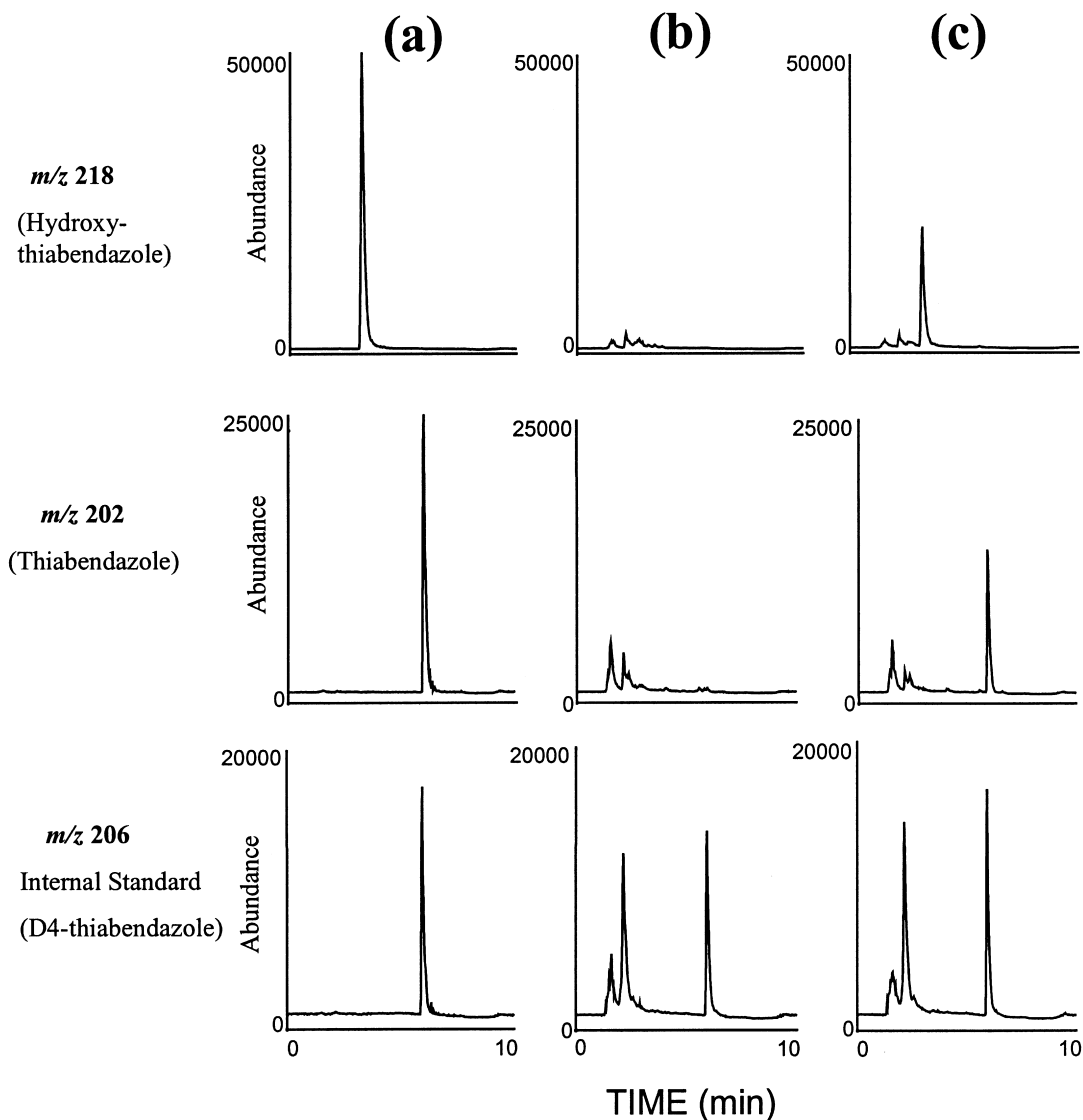 (a)
(b)
(c)
50000
50000
50000
m/z 218
(Hydroxy-
thiabendazole)
Abundance
0
0
0
25000
25000
25000
m/z 202
(Thiabendazole)
Abundance
0
0
0
20000
20000
20000
m/z 206
Internal Standard
(D4-thiabendazole)
Abundance
0
0
0
0 10
0 10
0 10
TIME (min)